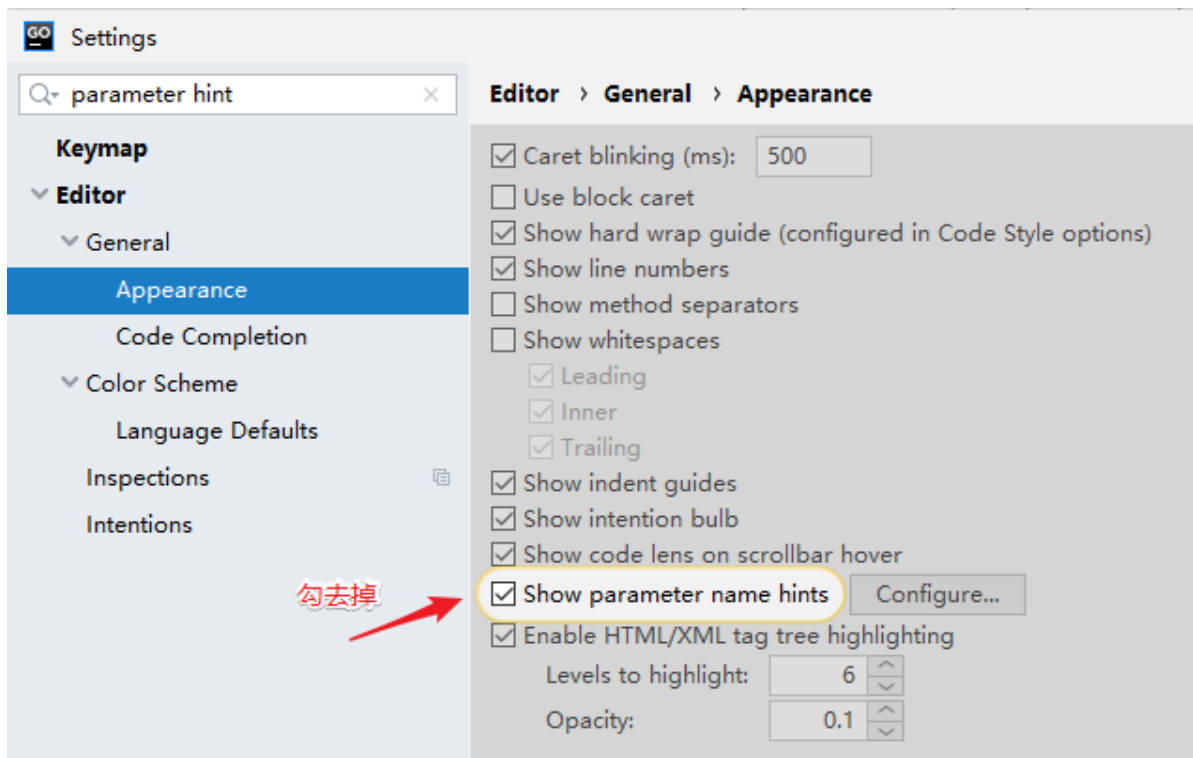 GO
Settings
parameter hint
Keymap
Editor
General
Appearance
Code Completion
Color Scheme
Language Defaults
Inspections
Intentions
Editor > General > Appearance
Caret blinking (ms): 500
Use block caret
Show hard wrap guide (configured in Code Style options)
Show line numbers
Show method separators
Show whitespaces
Leading
Inner
Trailing
Show indent guides
Show intention bulb
Show code lens on scrollbar hover
勾去掉
Show parameter name hints Configure...
Enable HTML/XML tag tree highlighting
Levels to highlight: 6
Opacity: 0.1